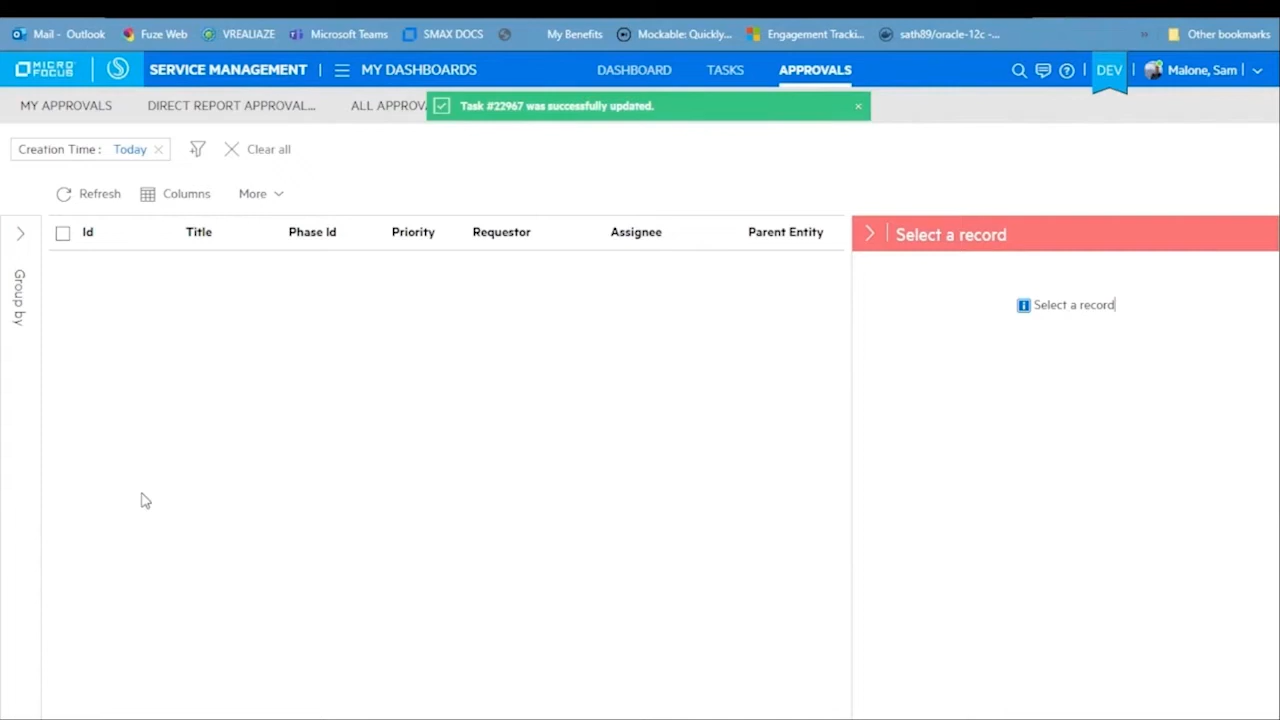 Mail - Outlook Fuze Web VREALIAZE Microsoft Teams SMAX DOCS My Benefits Mockable: Quickly... Engagement Tracki... sath89/oracle-12c -... » Other bookmarks
MICRO FOCUS SERVICE MANAGEMENT MY DASHBOARDS DASHBOARD TASKS APPROVALS DEV Malone, Sam
MY APPROVALS DIRECT REPORT APPROVAL... ALL APPROV
Task #22967 was successfully updated. ×
Creation Time : Today Clear all
Refresh Columns More
Id Title Phase Id Priority Requestor Assignee Parent Entity
Select a record
Select a record
Group by